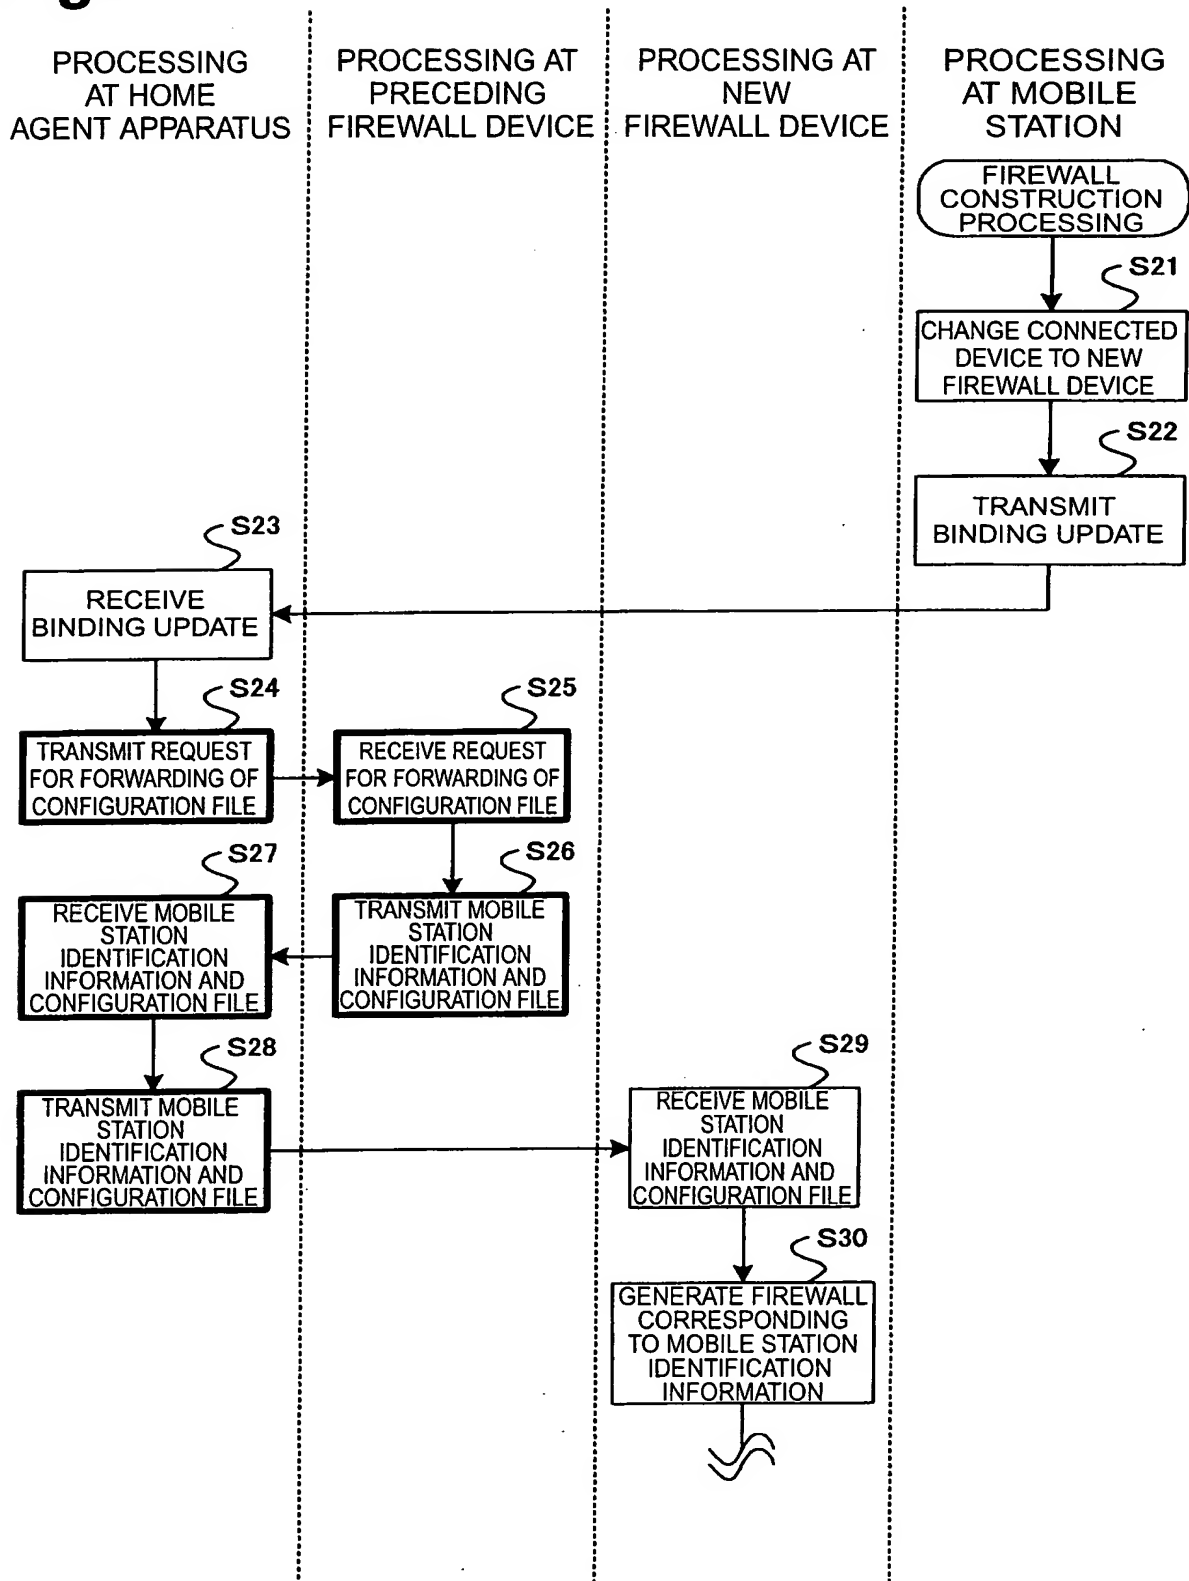 PROCESSING
AT HOME
AGENT APPARATUS
PROCESSING AT
PRECEDING
FIREWALL DEVICE
PROCESSING AT
NEW
FIREWALL DEVICE
PROCESSING
AT MOBILE
STATION
FIREWALL
CONSTRUCTION
PROCESSING
S21
CHANGE CONNECTED
DEVICE TO NEW
FIREWALL DEVICE
S22
TRANSMIT
BINDING UPDATE
S23
RECEIVE
BINDING UPDATE
S24
TRANSMIT REQUEST
FOR FORWARDING OF
CONFIGURATION FILE
S25
RECEIVE REQUEST
FOR FORWARDING OF
CONFIGURATION FILE
S26
TRANSMIT MOBILE
STATION
IDENTIFICATION
INFORMATION AND
CONFIGURATION FILE
S27
RECEIVE MOBILE
STATION
IDENTIFICATION
INFORMATION AND
CONFIGURATION FILE
S28
TRANSMIT MOBILE
STATION
IDENTIFICATION
INFORMATION AND
CONFIGURATION FILE
S29
RECEIVE MOBILE
STATION
IDENTIFICATION
INFORMATION AND
CONFIGURATION FILE
S30
GENERATE FIREWALL
CORRESPONDING
TO MOBILE STATION
IDENTIFICATION
INFORMATION